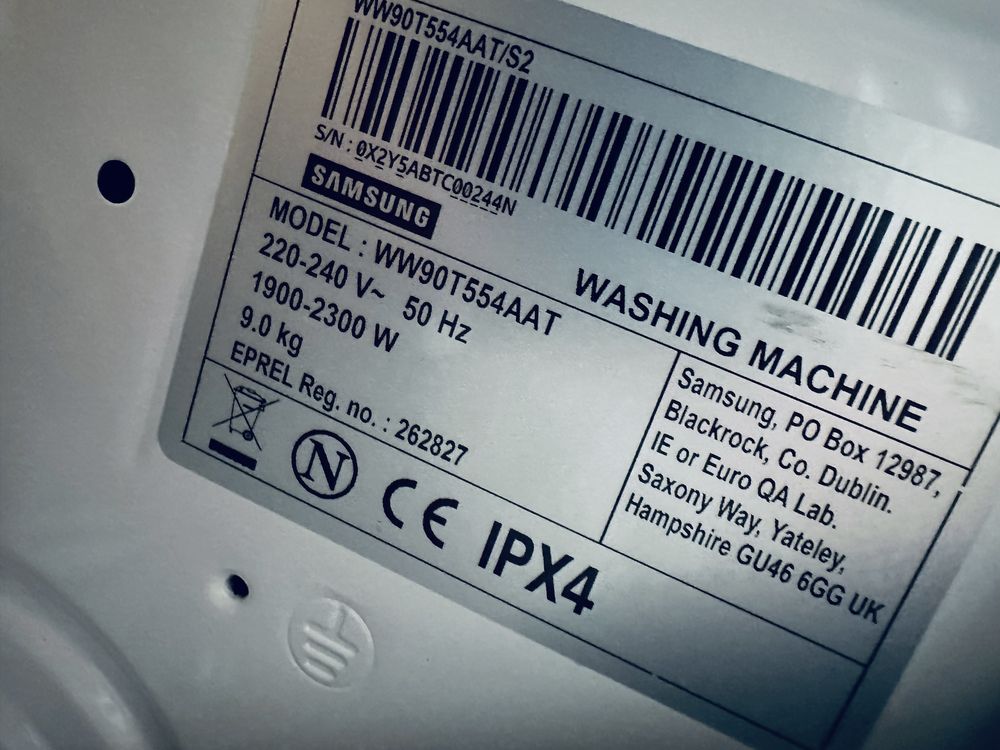 WW90T554AAT/S2
S/N : 0X2Y5ABTC00244N
SAMSUNG
WASHING MACHINE
MODEL : WW90T554AAT
220-240 V~ 50 Hz
1900-2300 W
9.0 kg
EPREL Reg. no. : 262827
Samsung, PO Box 12987,
Blackrock, Co. Dublin.
IE or Euro QA Lab.
Saxony Way, Yateley,
Hampshire GU46 6GG UK
N
CE
IPX4